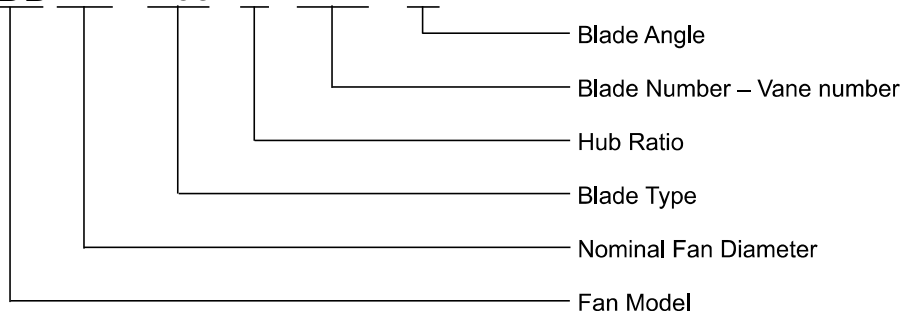 Blade Angle
Blade Number – Vane number
Hub Ratio
Blade Type
Nominal Fan Diameter
Fan Model